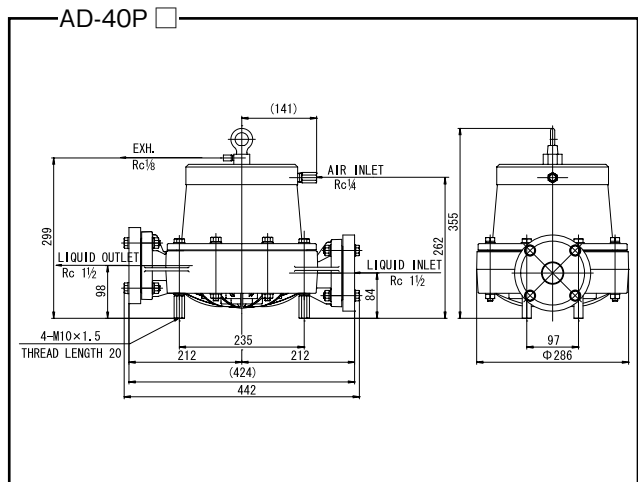 AD-40P □
(141)
EXH.
Rc⅛
AIR INLET
Rc¼
299
355
262
LIQUID OUTLET
Rc 1½
LIQUID INLET
Rc 1½
98
84
4-M10×1.5
THREAD LENGTH 20
235
212
212
(424)
442
97
Φ286